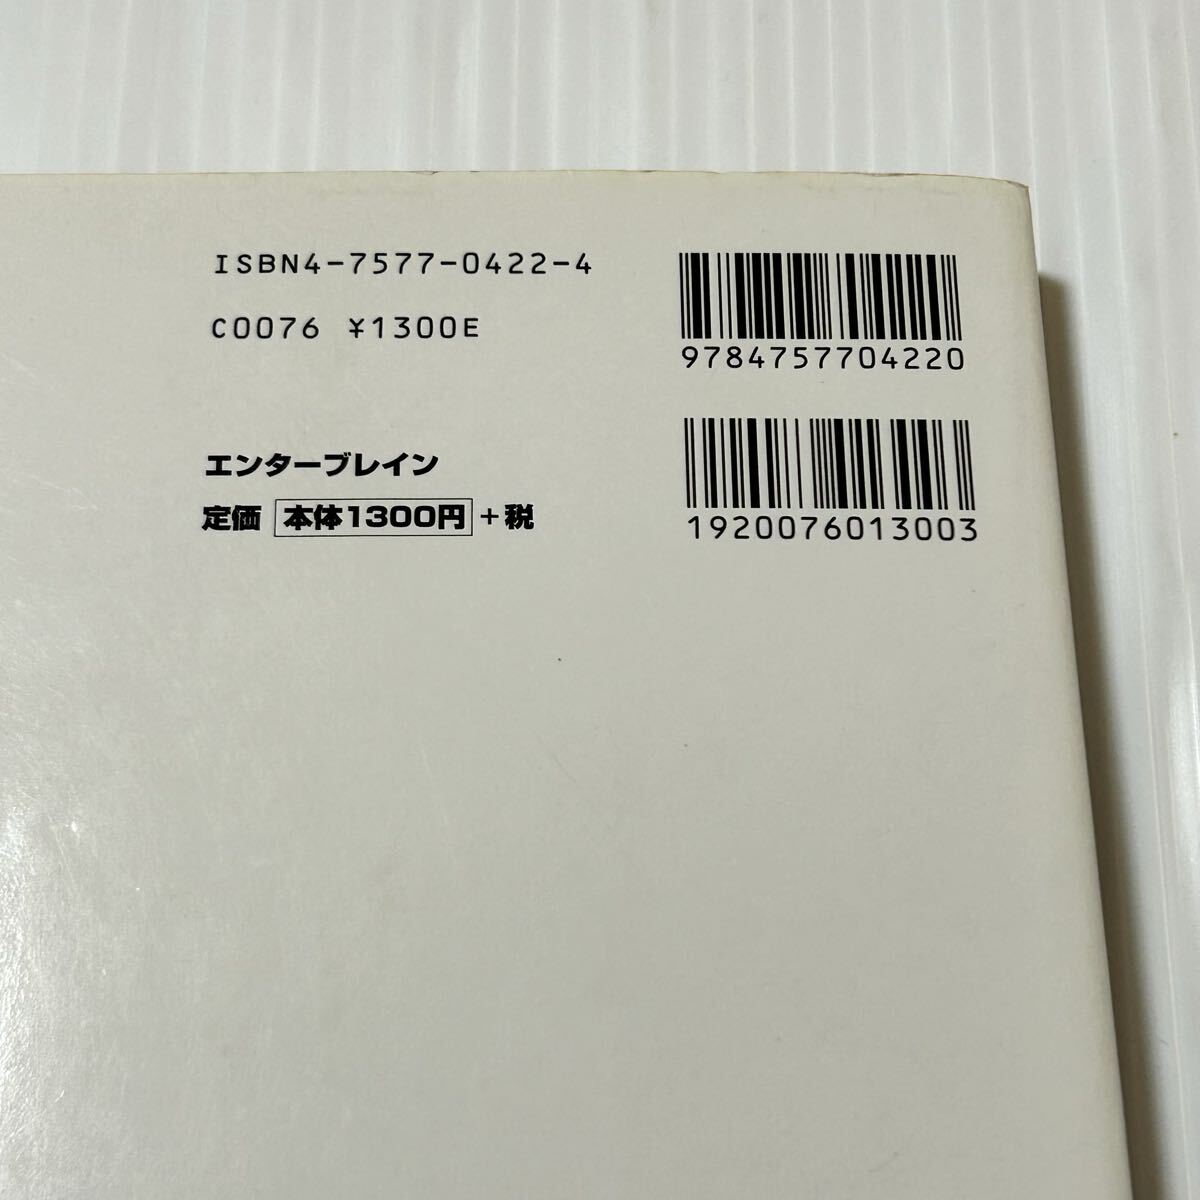 ISBN4-7577-0422-4
C0076 ¥1300E
9784757704220
エンターブレイン
定価 本体1300円 +税
1920076013003